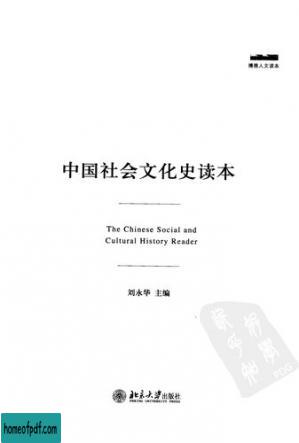 博雅人文读本
中国社会文化史读本
The Chinese Social and
Cultural History Reader
刘永华 主编
北京大学出版社
PDG
homeofpdf.com